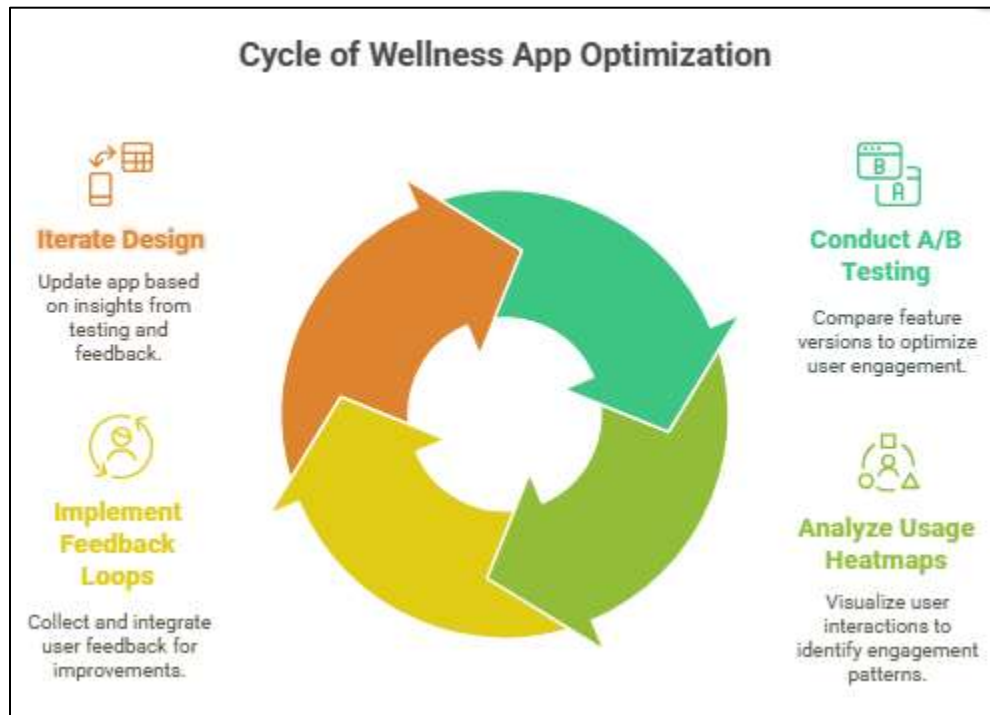 Cycle of Wellness App Optimization
Iterate Design
Update app based
on insights from
testing and
feedback.
B
A
Conduct A/B
Testing
Compare feature
versions to optimize
user engagement.
Implement
Feedback
Loops
Collect and integrate
user feedback for
improvements.
Analyze Usage
Heatmaps
Visualize user
interactions to
identify engagement
patterns.